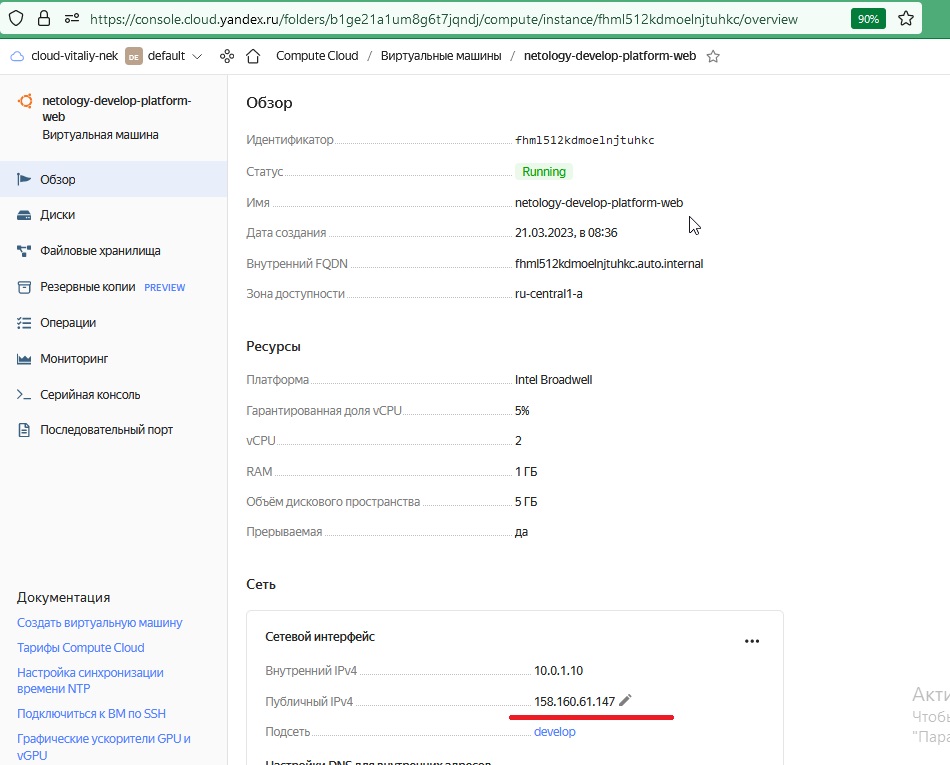 https://console.cloud.yandex.ru/folders/b1ge21a1um8g6t7jqndj/compute/instance/fhml512kdmoelnjtuhkc/overview
90%
cloud-vitaliy-nek DE default Compute Cloud / Виртуальные машины / netology-develop-platform-web
netology-develop-platform-
web
Виртуальная машина
Обзор
Диски
Файловые хранилища
Резервные копии PREVIEW
Операции
Мониторинг
Серийная консоль
Последовательный порт
Документация
Создать виртуальную машину
Тарифы Compute Cloud
Настройка синхронизации
времени NTP
Подключиться к ВМ по SSH
Графические ускорители GPU и
vGPU
Обзор
Идентификатор fhml512kdmoelnjtuhkc
Статус Running
Имя netology-develop-platform-web
Дата создания 21.03.2023, в 08:36
Внутренний FQDN fhml512kdmoelnjtuhkc.auto.internal
Зона доступности ru-central1-a
Ресурсы
Платформа Intel Broadwell
Гарантированная доля vCPU 5%
vCPU 2
RAM 1 ГБ
Объём дискового пространства 5 ГБ
Прерываемая да
Сеть
Сетевой интерфейс
Внутренний IPv4 10.0.1.10
Публичный IPv4 158.160.61.147
Подсеть develop
Настройки DNS для внутренних адресов